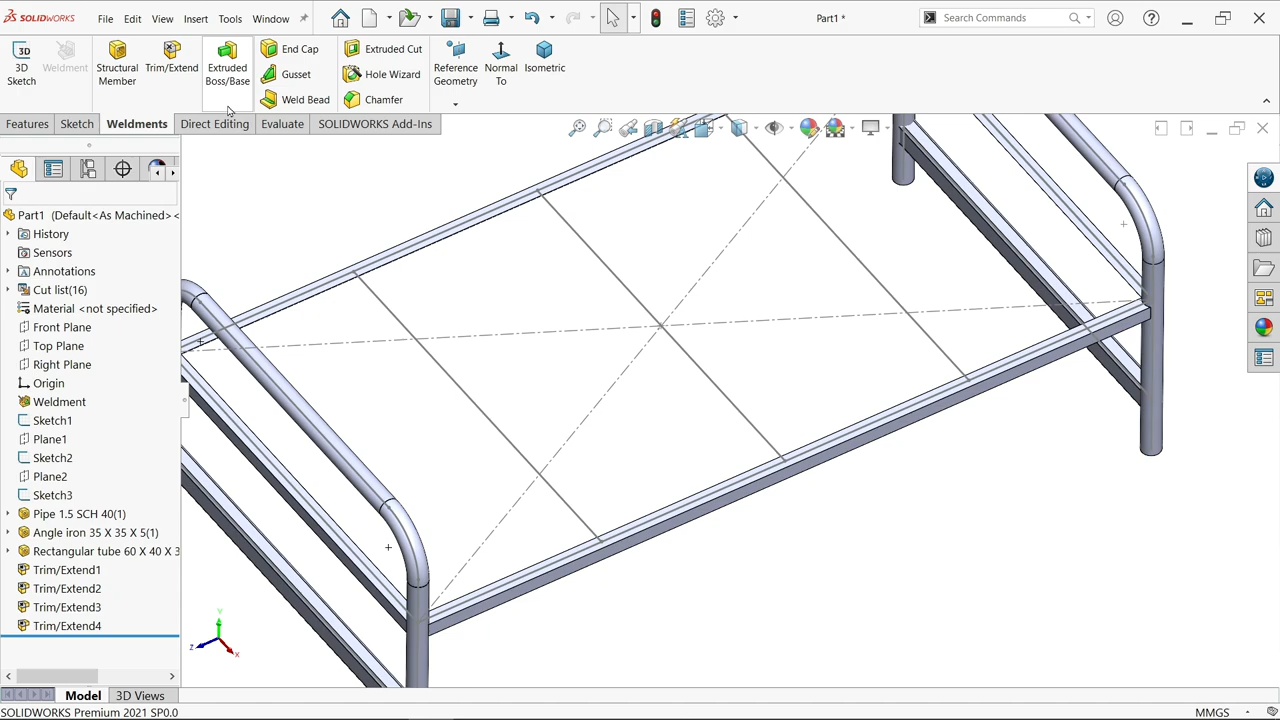 SOLIDWORKS File Edit View Insert Tools Window Part1 * Search Commands
3D Sketch
Weldment
Structural Member
Trim/Extend
Extruded Boss/Base
End Cap
Gusset
Weld Bead
Extruded Cut
Hole Wizard
Chamfer
Reference Geometry
Normal To
Isometric
Features Sketch Weldments Direct Editing Evaluate SOLIDWORKS Add-Ins
Part1 (Default<As Machined><
History
Sensors
Annotations
Cut list(16)
Material <not specified>
Front Plane
Top Plane
Right Plane
Origin
Weldment
Sketch1
Plane1
Sketch2
Plane2
Sketch3
Pipe 1.5 SCH 40(1)
Angle iron 35 X 35 X 5(1)
Rectangular tube 60 X 40 X 3
Trim/Extend1
Trim/Extend2
Trim/Extend3
Trim/Extend4
Y
Z
X
Model 3D Views
SOLIDWORKS Premium 2021 SP0.0 MMGS